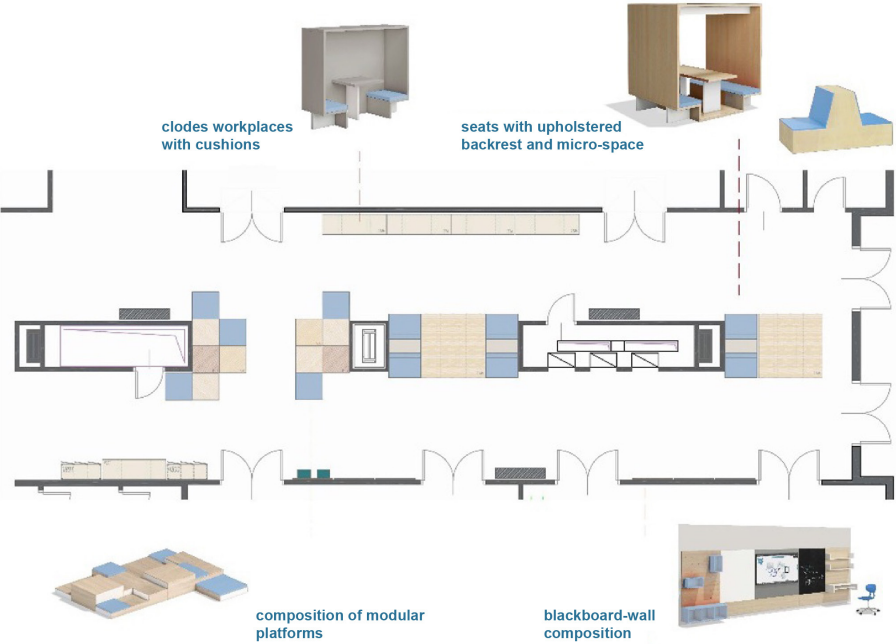 clodes workplaces
with cushions
seats with upholstered
backrest and micro-space
composition of modular
platforms
blackboard-wall
composition